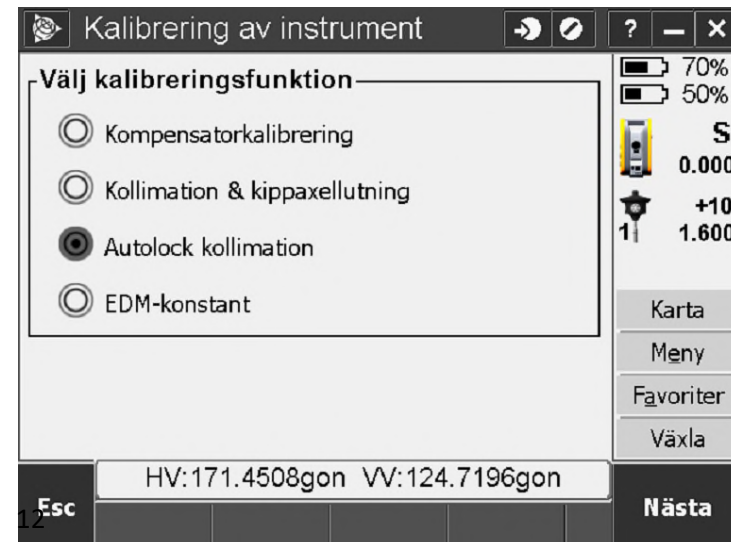 Kalibrering av instrument ? – ×
Välj kalibreringsfunktion
Kompensatorkalibrering
Kollimation & kippaxellutning
Autolock kollimation
EDM-konstant
70%
50%
S
0.000
+10
1 1.600
Karta
Meny
Favoriter
Växla
HV:171.4508gon VV:124.7196gon
Esc
12
Nästa